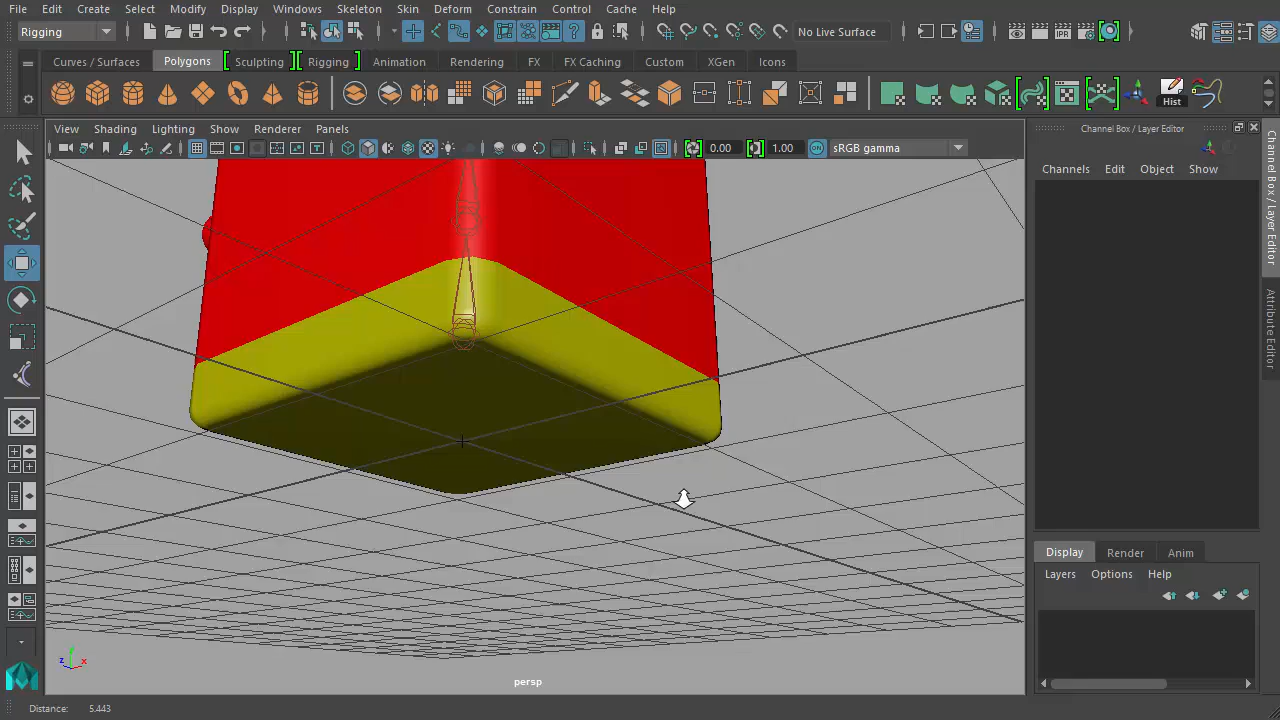 File Edit Create Select Modify Display Windows Skeleton Skin Deform Constrain Control Cache Help
Rigging No Live Surface
Curves / Surfaces Polygons Sculpting Rigging Animation Rendering FX FX Caching Custom XGen Icons
Hist
View Shading Lighting Show Renderer Panels
0.00 1.00 ON sRGB gamma
Channel Box / Layer Editor
Channels Edit Object Show
Channel Box / Layer Editor
Attribute Editor
Display Render Anim
Layers Options Help
y
z x
persp
Distance: 5.443